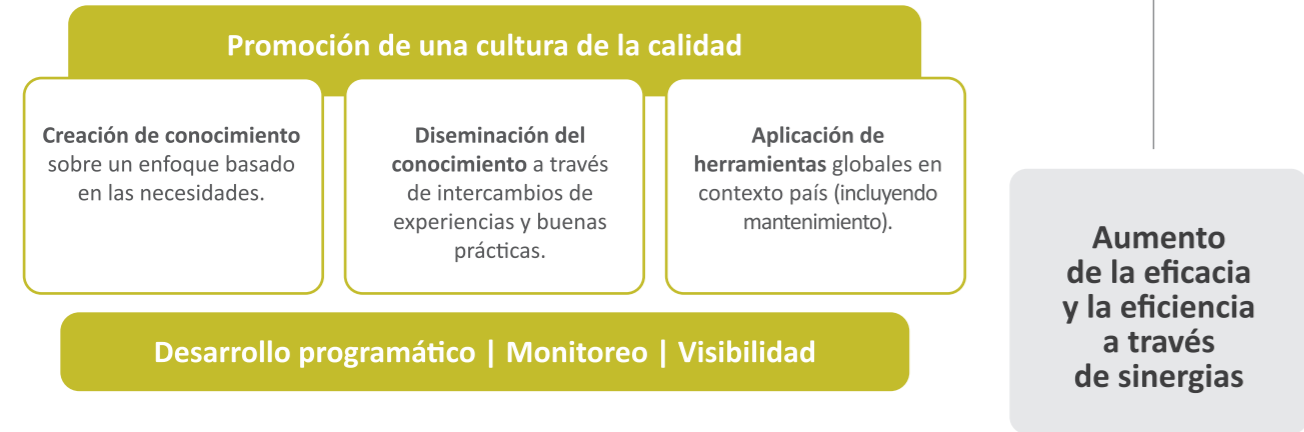 Promoción de una cultura de la calidad
Creación de conocimiento
sobre un enfoque basado
en las necesidades.
Diseminación del
conocimiento a través
de intercambios de
experiencias y buenas
prácticas.
Aplicación de
herramientas globales en
contexto país (incluyendo
mantenimiento).
Desarrollo programático | Monitoreo | Visibilidad
Aumento
de la eficacia
y la eficiencia
a través
de sinergias